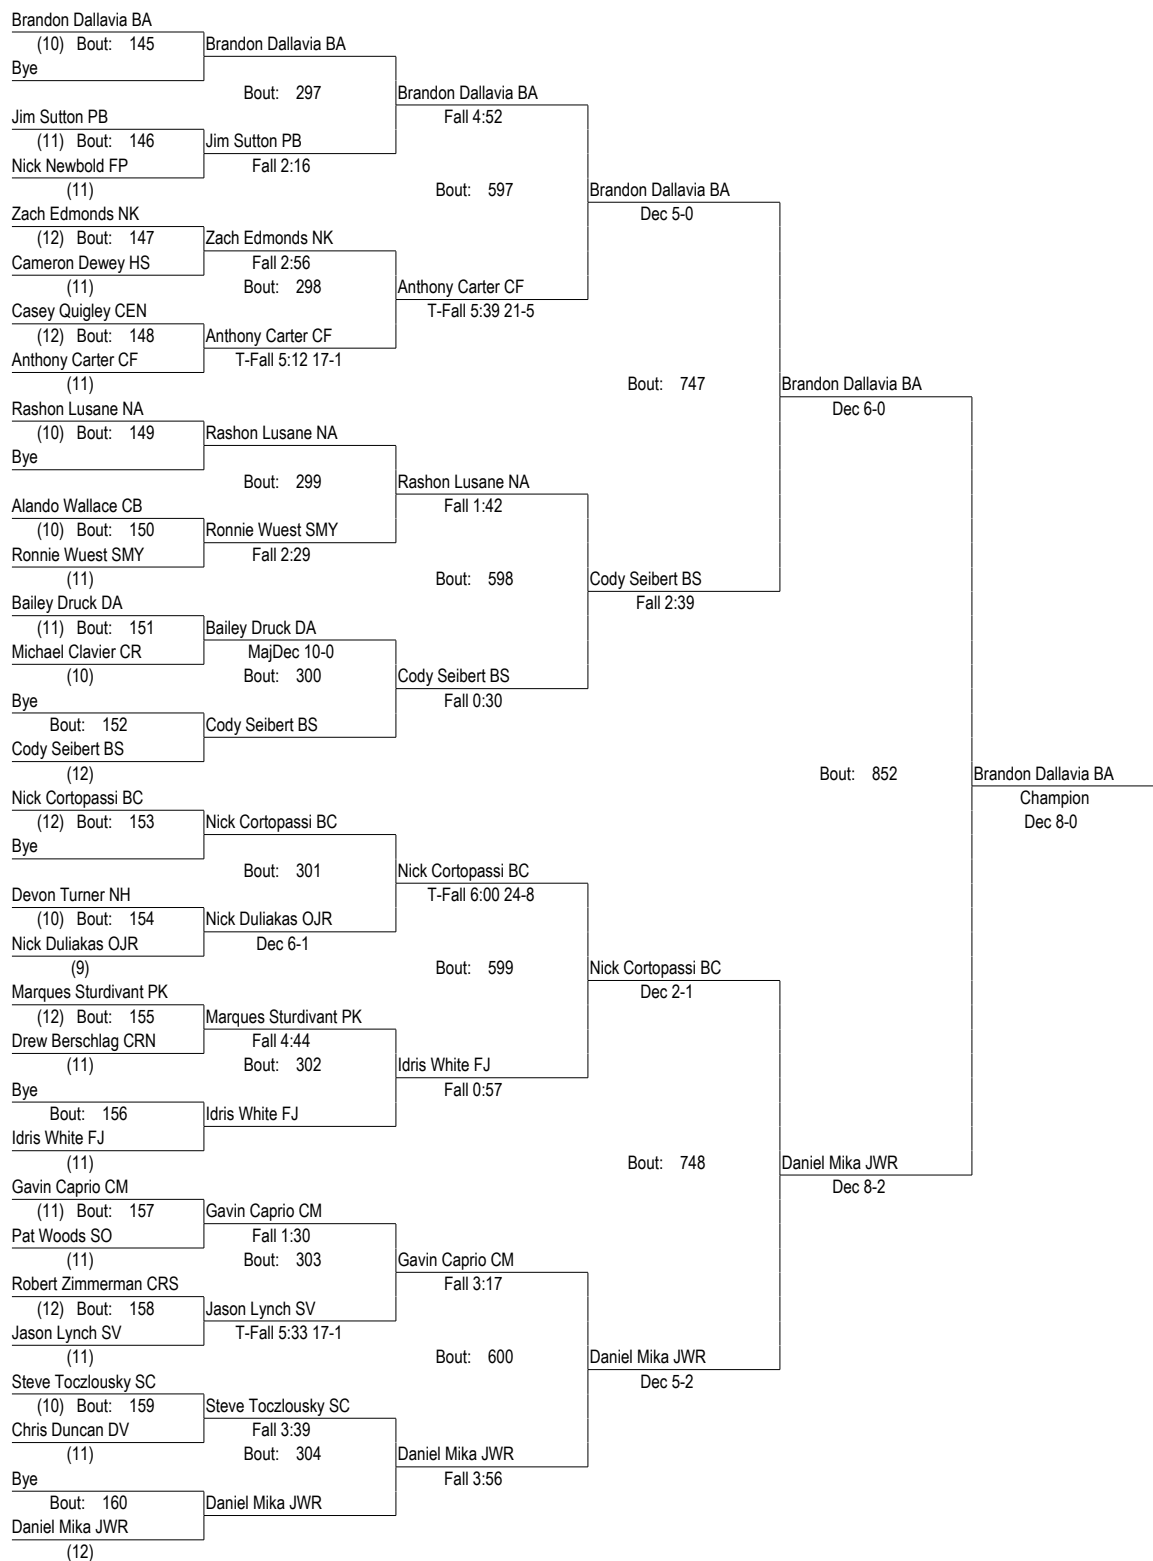 Brandon Dallavia BA
(10) Bout: 145 Brandon Dallavia BA
Bye
Bout: 297 Brandon Dallavia BA
Jim Sutton PB Fall 4:52
(11) Bout: 146 Jim Sutton PB
Nick Newbold FP Fall 2:16
(11) Bout: 597 Brandon Dallavia BA
Zach Edmonds NK Dec 5-0
(12) Bout: 147 Zach Edmonds NK
Cameron Dewey HS Fall 2:56
(11) Bout: 298 Anthony Carter CF
Casey Quigley CEN T-Fall 5:39 21-5
(12) Bout: 148 Anthony Carter CF
Anthony Carter CF T-Fall 5:12 17-1
(11) Bout: 747 Brandon Dallavia BA
Rashon Lusane NA Dec 6-0
(10) Bout: 149 Rashon Lusane NA
Bye
Bout: 299 Rashon Lusane NA
Alando Wallace CB Fall 1:42
(10) Bout: 150 Ronnie Wuest SMY
Ronnie Wuest SMY Fall 2:29
(11) Bout: 598 Cody Seibert BS
Bailey Druck DA Fall 2:39
(11) Bout: 151 Bailey Druck DA
Michael Clavier CR MajDec 10-0
(10) Bout: 300 Cody Seibert BS
Bye Fall 0:30
Bout: 152 Cody Seibert BS
Cody Seibert BS
(12) Bout: 852 Brandon Dallavia BA
Nick Cortopassi BC Champion
(12) Bout: 153 Nick Cortopassi BC Dec 8-0
Bye
Bout: 301 Nick Cortopassi BC
Devon Turner NH T-Fall 6:00 24-8
(10) Bout: 154 Nick Duliakas OJR
Nick Duliakas OJR Dec 6-1
(9) Bout: 599 Nick Cortopassi BC
Marques Sturdivant PK Dec 2-1
(12) Bout: 155 Marques Sturdivant PK
Drew Berschlag CRN Fall 4:44
(11) Bout: 302 Idris White FJ
Bye Fall 0:57
Bout: 156 Idris White FJ
Idris White FJ
(11) Bout: 748 Daniel Mika JWR
Gavin Caprio CM Dec 8-2
(11) Bout: 157 Gavin Caprio CM
Pat Woods SO Fall 1:30
(11) Bout: 303 Gavin Caprio CM
Robert Zimmerman CRS Fall 3:17
(12) Bout: 158 Jason Lynch SV
Jason Lynch SV T-Fall 5:33 17-1
(11) Bout: 600 Daniel Mika JWR
Steve Toczlousky SC Dec 5-2
(10) Bout: 159 Steve Toczlousky SC
Chris Duncan DV Fall 3:39
(11) Bout: 304 Daniel Mika JWR
Bye Fall 3:56
Bout: 160 Daniel Mika JWR
Daniel Mika JWR
(12)